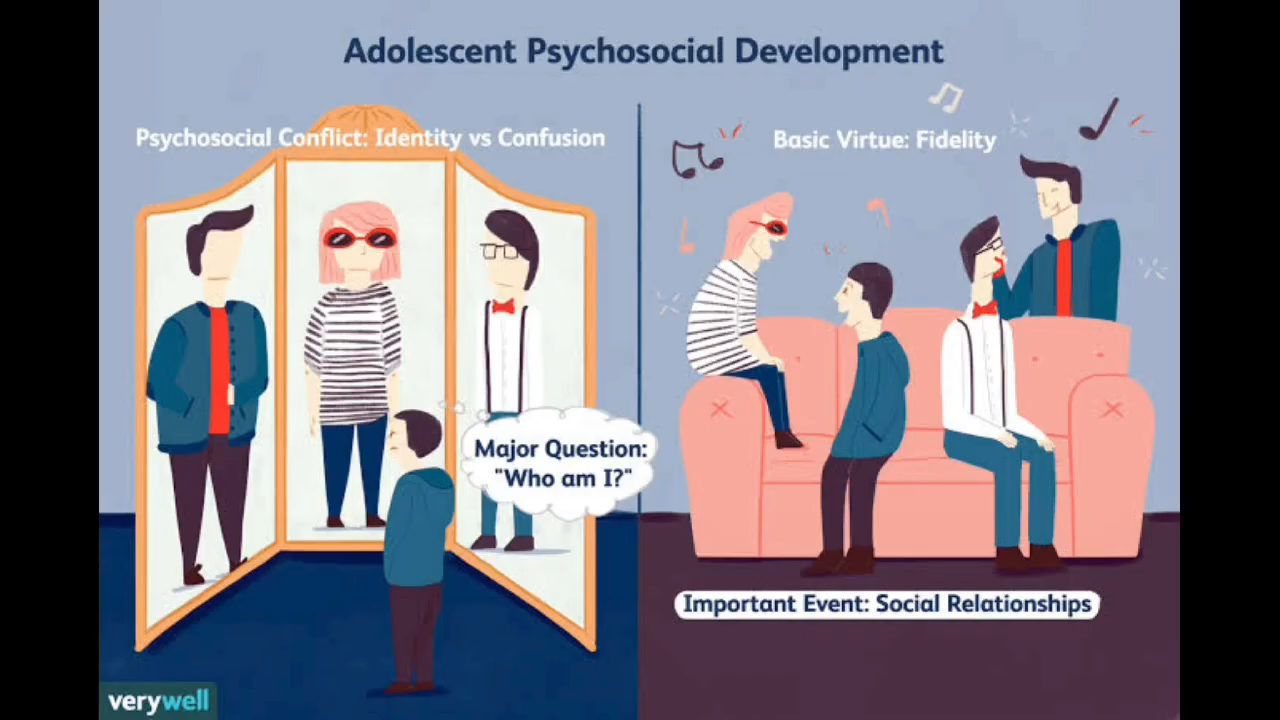 Adolescent Psychosocial Development
Psychosocial Conflict: Identity vs Confusion
Major Question:
"Who am I?"
Basic Virtue: Fidelity
Important Event: Social Relationships
verywell